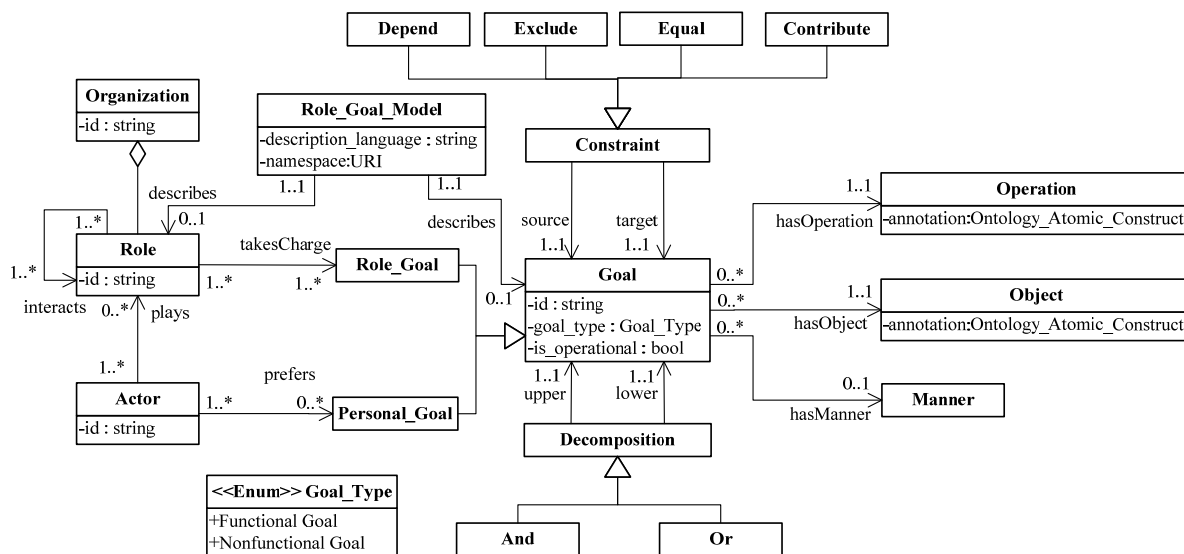 Depend
Exclude
Equal
Contribute
Organization
-id : string
Role_Goal_Model
-description_language : string
-namespace:URI
Constraint
1..1
1..1
describes
0..1
describes
source
1..1
target
1..1
1..1
hasOperation
Operation
-annotation:Ontology_Atomic_Construct
1..*
1..*
interacts
Role
-id : string
takesCharge
1..*
1..*
Role_Goal
0..1
Goal
-id : string
-goal_type : Goal_Type
-is_operational : bool
0..*
0..*
0..*
1..1
hasObject
Object
-annotation:Ontology_Atomic_Construct
0..*
plays
1..*
Actor
-id : string
prefers
1..*
0..*
Personal_Goal
1..1
upper
1..1
lower
0..1
hasManner
Manner
Decomposition
<<Enum>> Goal_Type
+Functional Goal
+Nonfunctional Goal
And
Or